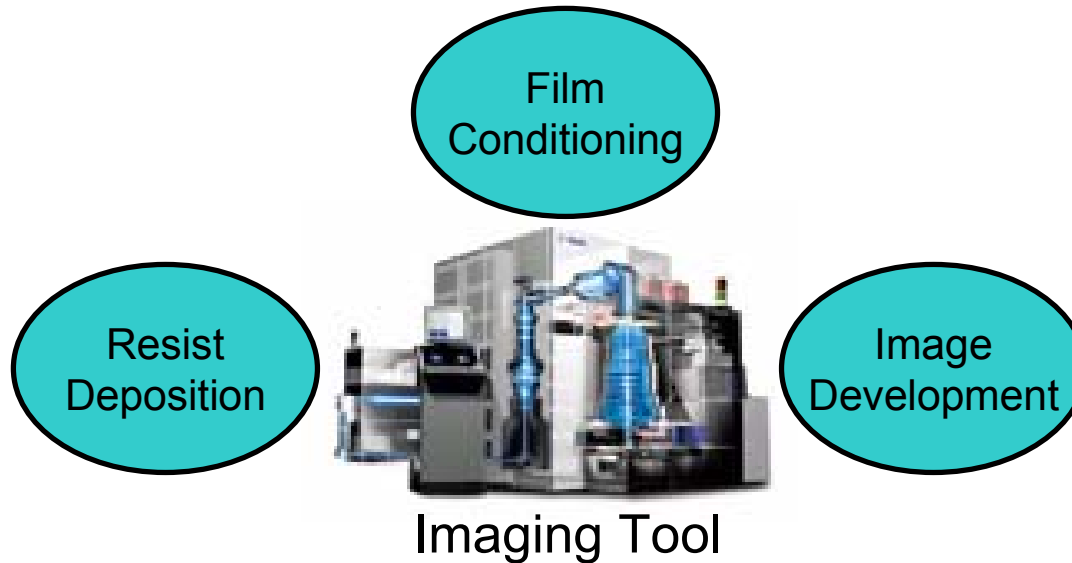 Film
Conditioning
Resist
Deposition
Image
Development
Imaging Tool